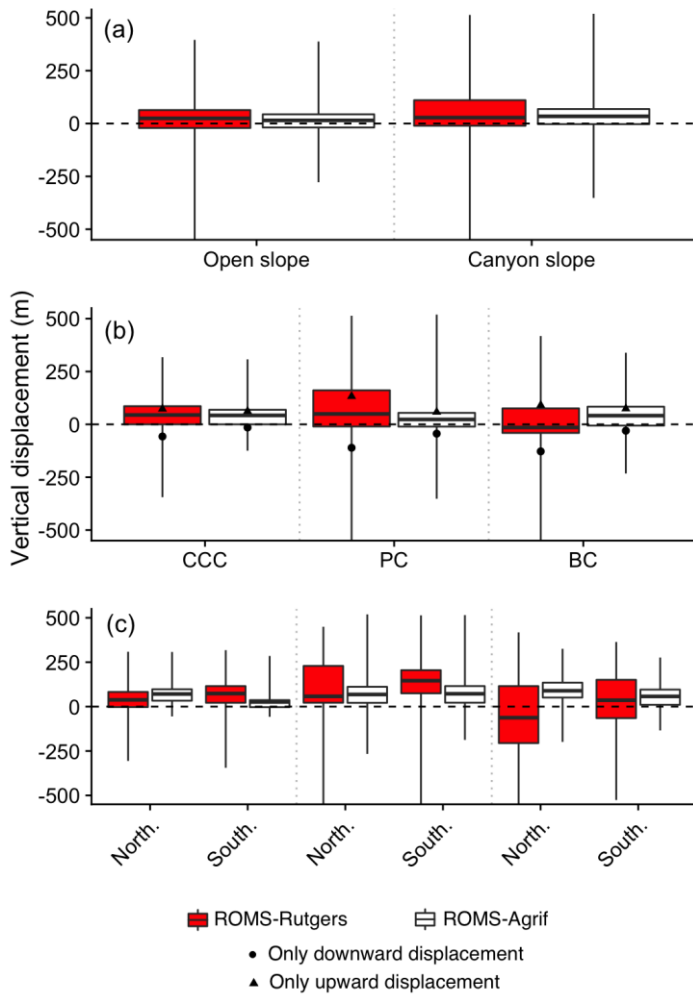 (a)
500
250
0
-250
-500
Open slope
Canyon slope
Vertical displacement (m)
(b)
500
250
0
-250
-500
CCC
PC
BC
(c)
500
250
0
-250
-500
North.
South.
North.
South.
North.
South.
ROMS-Rutgers
ROMS-Agrif
Only downward displacement
Only upward displacement